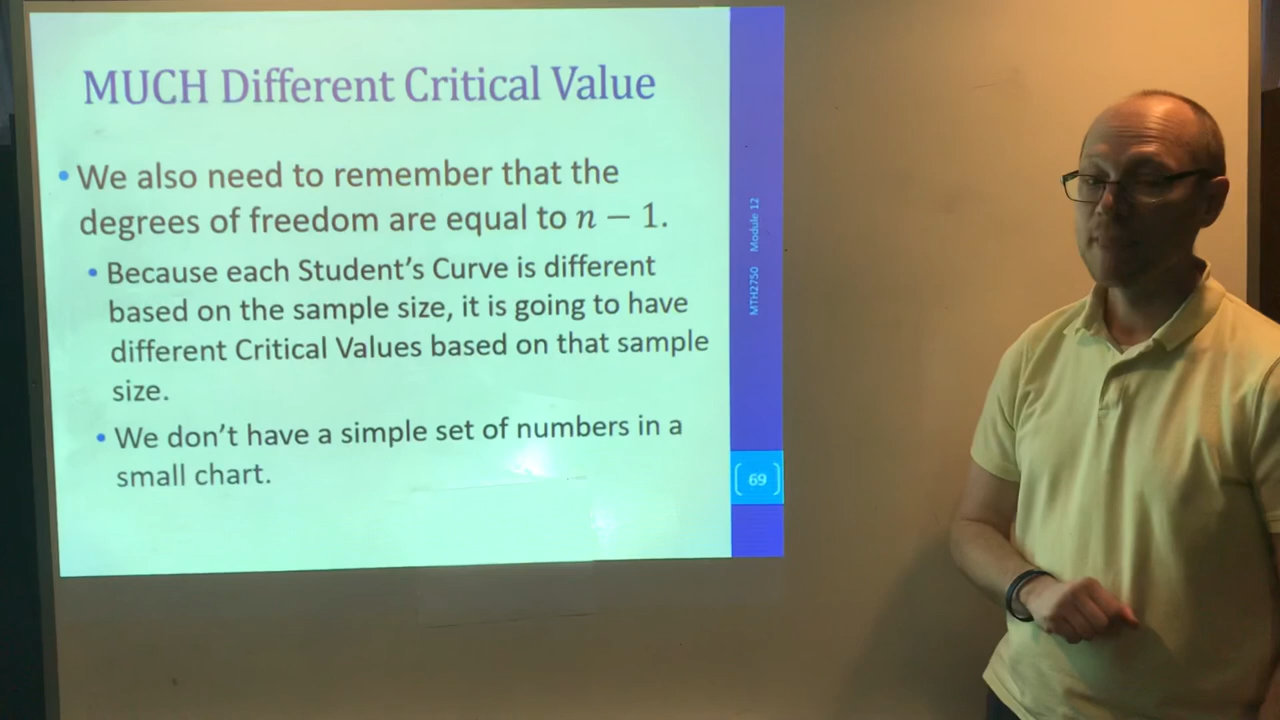 MUCH Different Critical Value
• We also need to remember that the
degrees of freedom are equal to n − 1.
• Because each Student's Curve is different
based on the sample size, it is going to have
different Critical Values based on that sample
size.
• We don't have a simple set of numbers in a
small chart.
MTH2750 Module 12
69